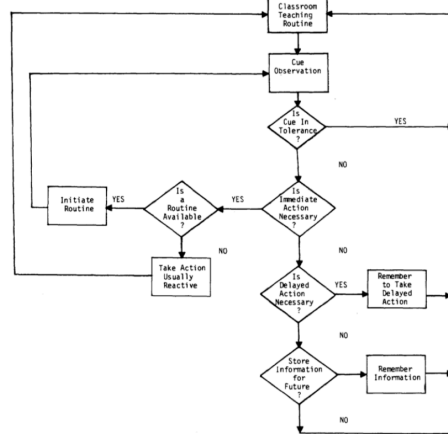 Classroom
Teaching
Routine
Cue
Observation
Is
Cue In
Tolerance
?
YES
NO
Is
Immediate
Action
Necessary
?
YES
Is
a
Routine
Available
?
YES
Initiate
Routine
NO
Take Action
Usually
Reactive
NO
Is
Delayed
Action
Necessary
?
YES
Remember
to Take
Delayed
Action
NO
Store
Information
for
Future
?
Remember
Information
NO